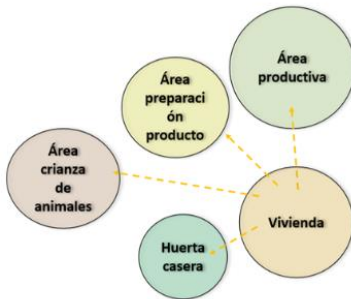 Área
productiva
Área
preparaci
ón
producto
Área
crianza
de
animales
Vivienda
Huerta
casera